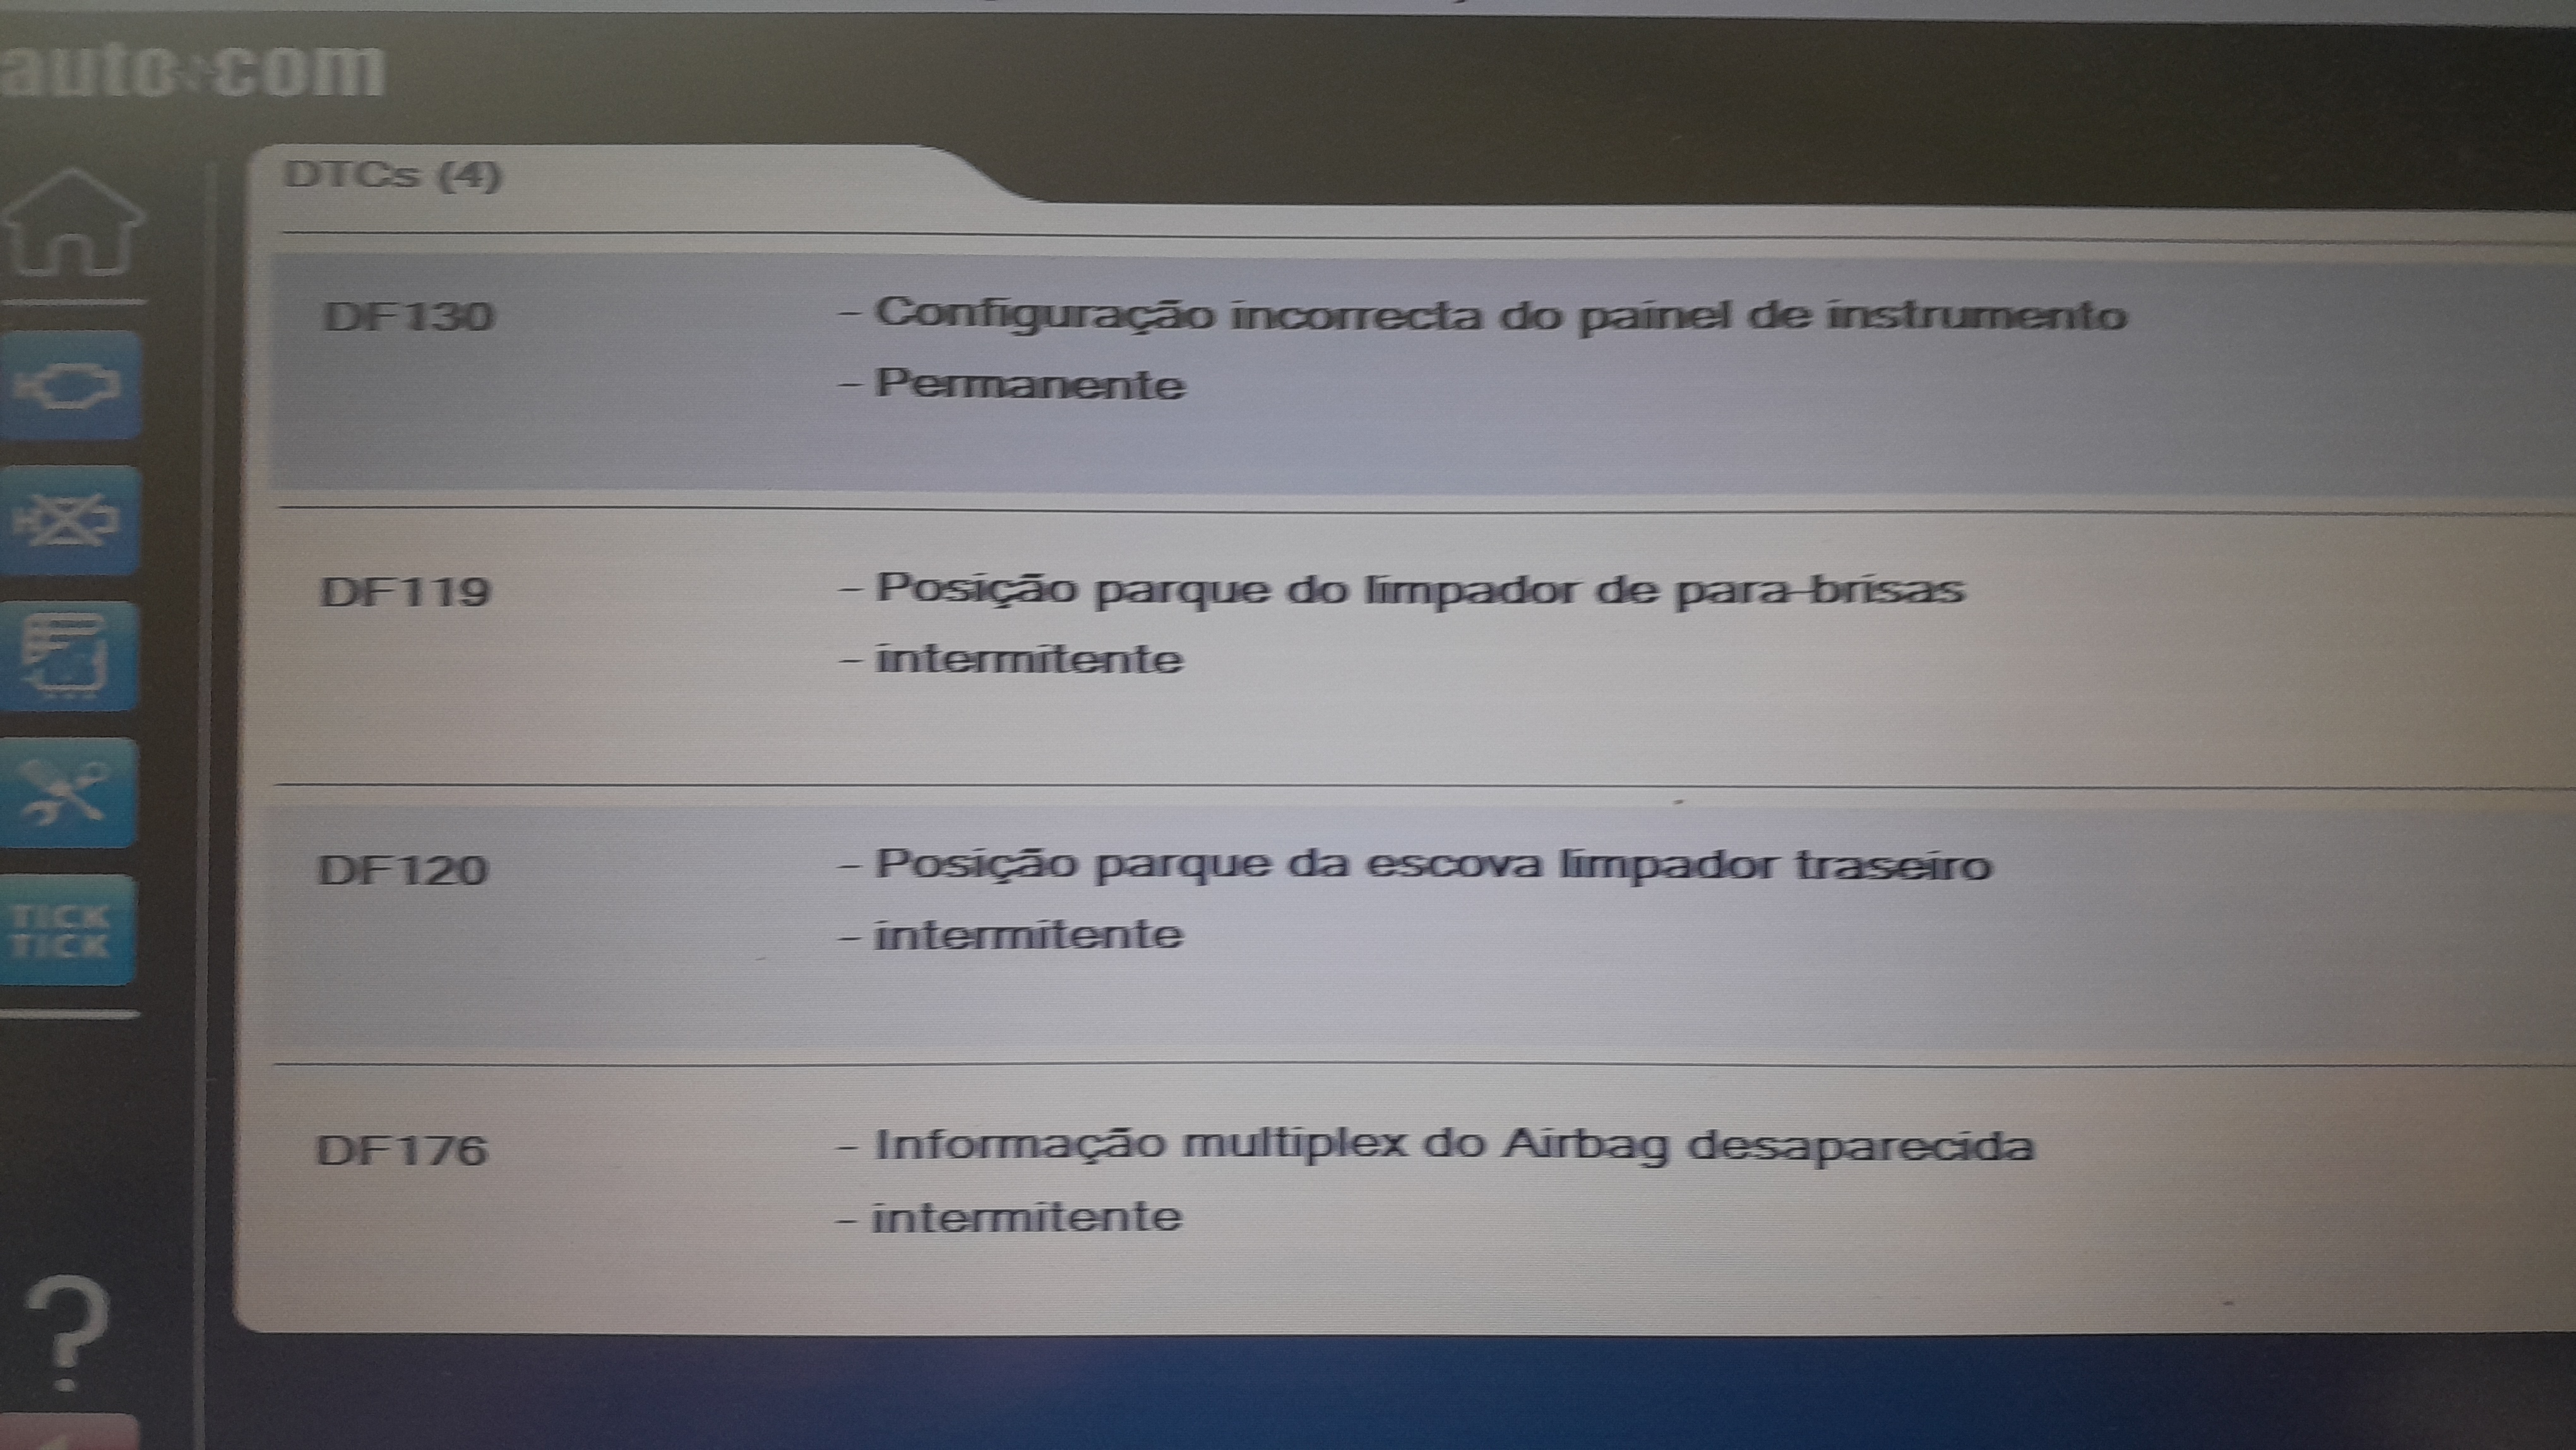 auto com
DTCs (4)
DF130
- Configuração incorrecta do painel de instrumento
- Permanente
DF119
- Posição parque do limpador de para-brisas
- intermitente
DF120
- Posição parque da escova limpador traseiro
- intermitente
TICK
TICK
DF176
- Informação multiplex do Airbag desaparecida
- intermitente
?